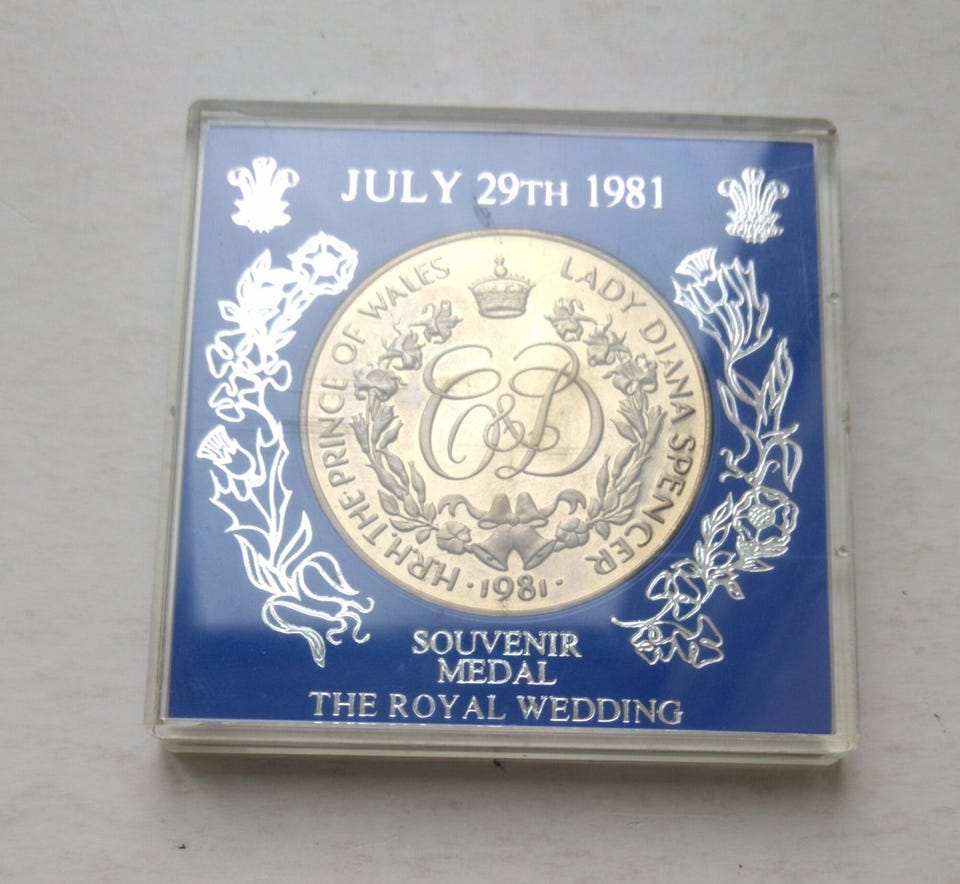 JULY 29TH 1981
H.R.H. THE PRINCE OF WALES
LADY DIANA SPENCER
C&D
· 1981 ·
SOUVENIR
MEDAL
THE ROYAL WEDDING